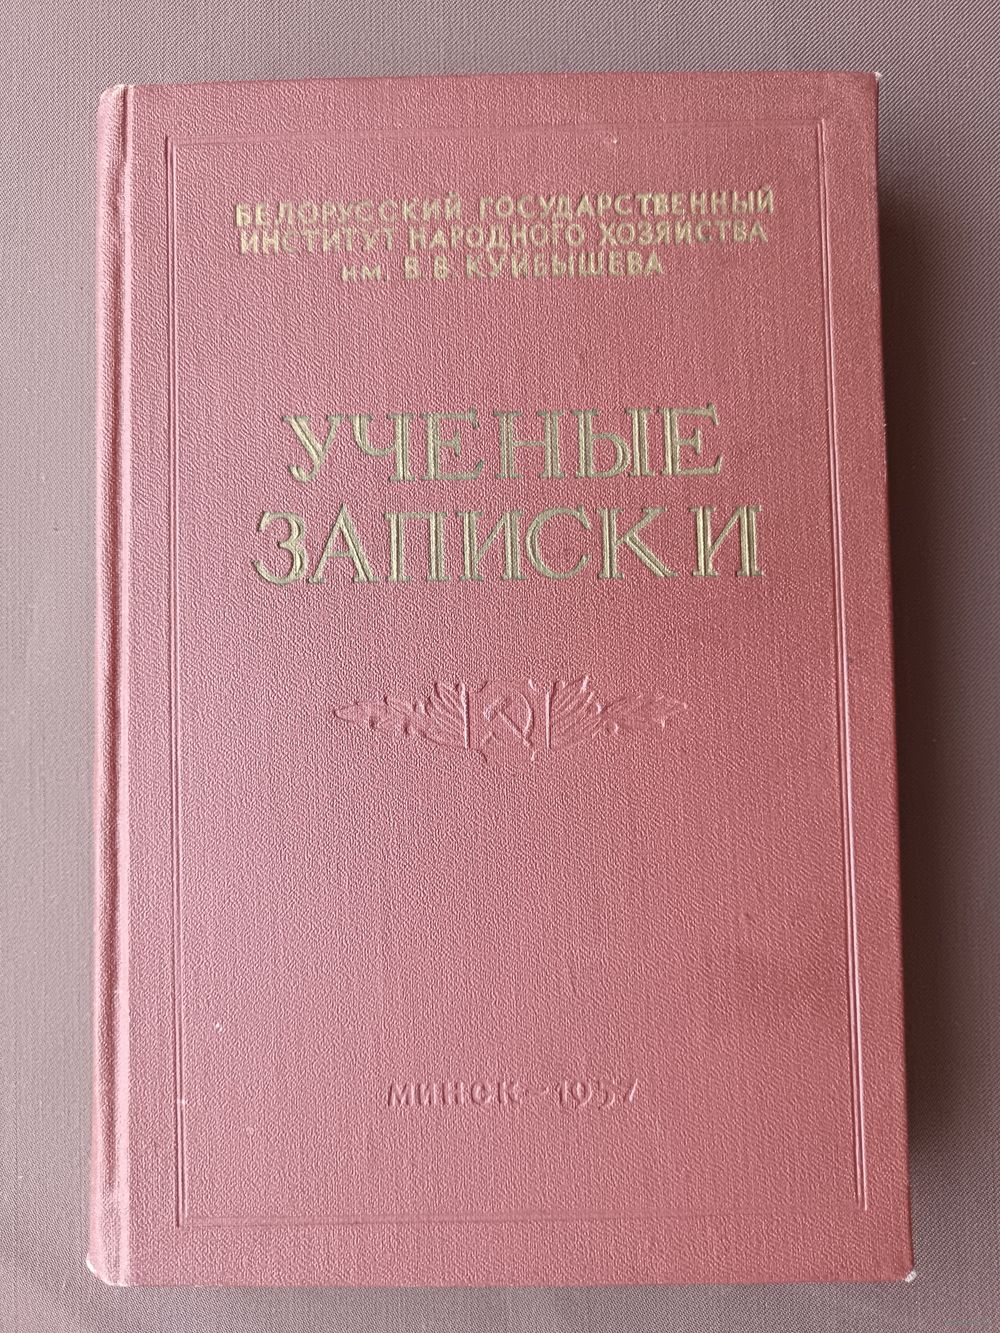 БЕЛОРУССКИЙ ГОСУДАРСТВЕННЫЙ
ИНСТИТУТ НАРОДНОГО ХОЗЯЙСТВА
им. В. В. КУЙБЫШЕВА
УЧЕНЫЕ
ЗАПИСКИ
МИНСК-1957